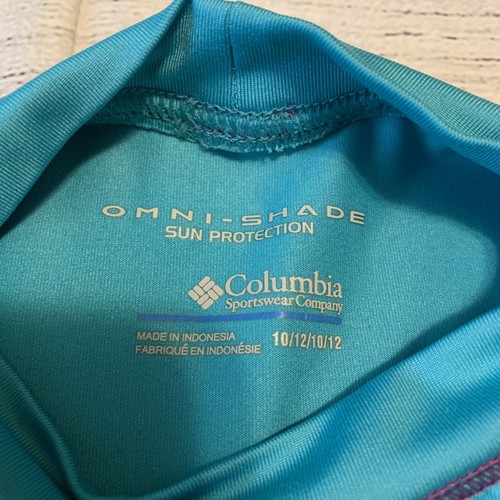 OMNI-SHADE
SUN PROTECTION
Columbia
Sportswear Company
MADE IN INDONESIA
FABRIQUÉ EN INDONÉSIE
10/12/10/12